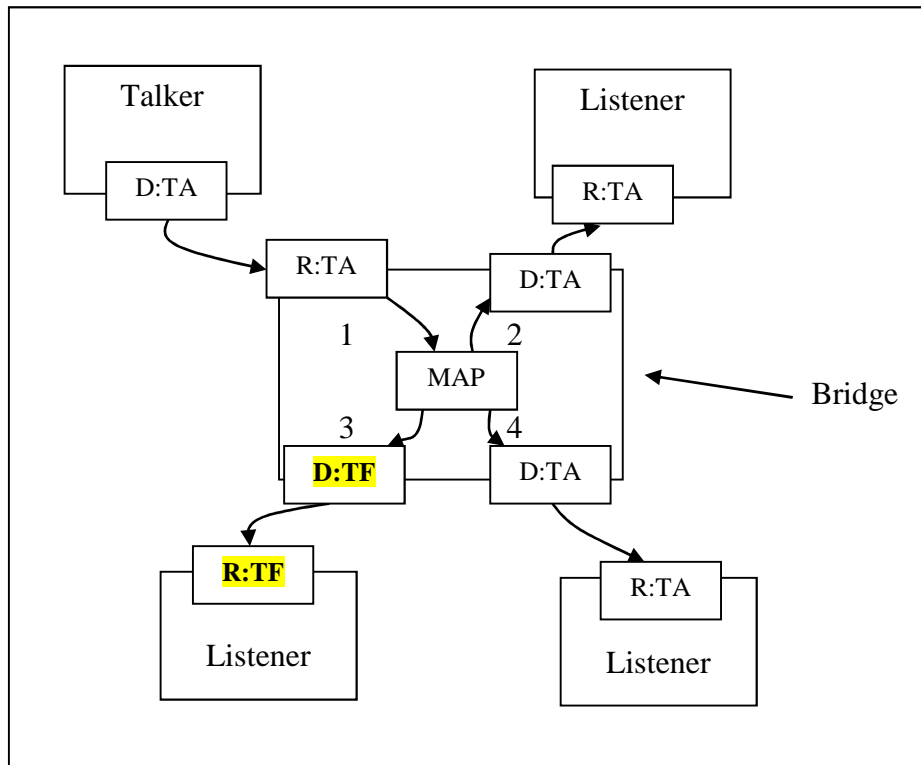 Talker
Listener
D:TA
R:TA
R:TA
D:TA
1
2
MAP
Bridge
3
4
D:TF
D:TA
R:TF
R:TA
Listener
Listener